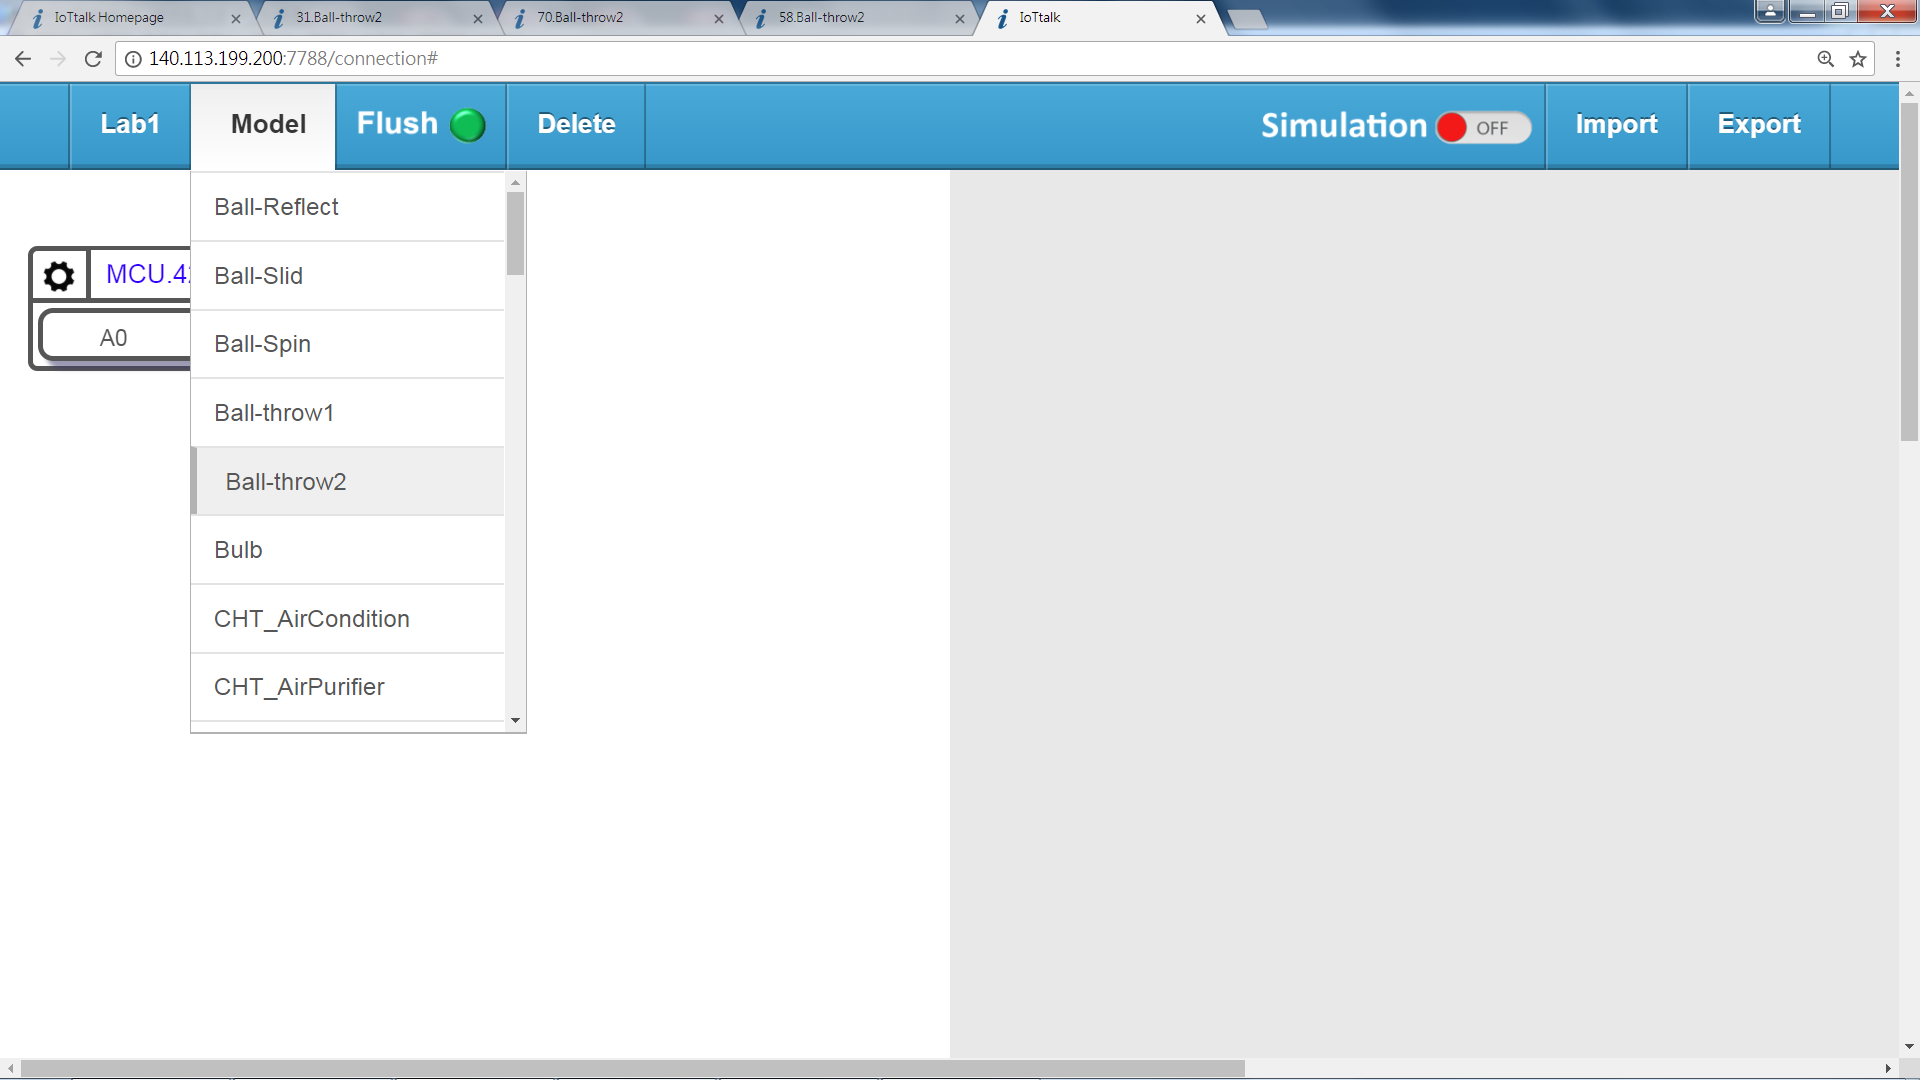 IoTtalk Homepage
31.Ball-throw2
70.Ball-throw2
58.Ball-throw2
IoTtalk
140.113.199.200:7788/connection#
Lab1
Model
Flush
Delete
Simulation
OFF
Import
Export
Ball-Reflect
Ball-Slid
MCU.42
A0
Ball-Spin
Ball-throw1
Ball-throw2
Bulb
CHT_AirCondition
CHT_AirPurifier